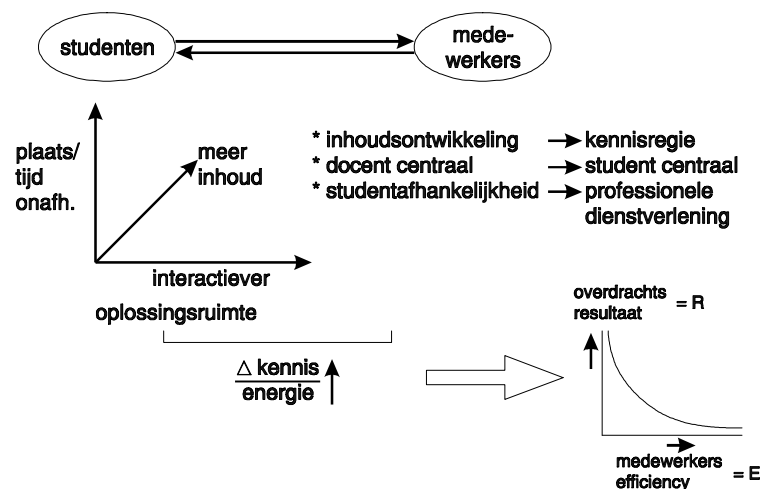 studenten
mede-
werkers
plaats/
tijd
onafh.
meer
inhoud
interactiever
oplossingsruimte
* inhoudsontwikkeling → kennisregie
* docent centraal → student centraal
* studentafhankelijkheid → professionele
dienstverlening
△ kennis
energie
overdrachts
resultaat = R
medewerkers
efficiency = E